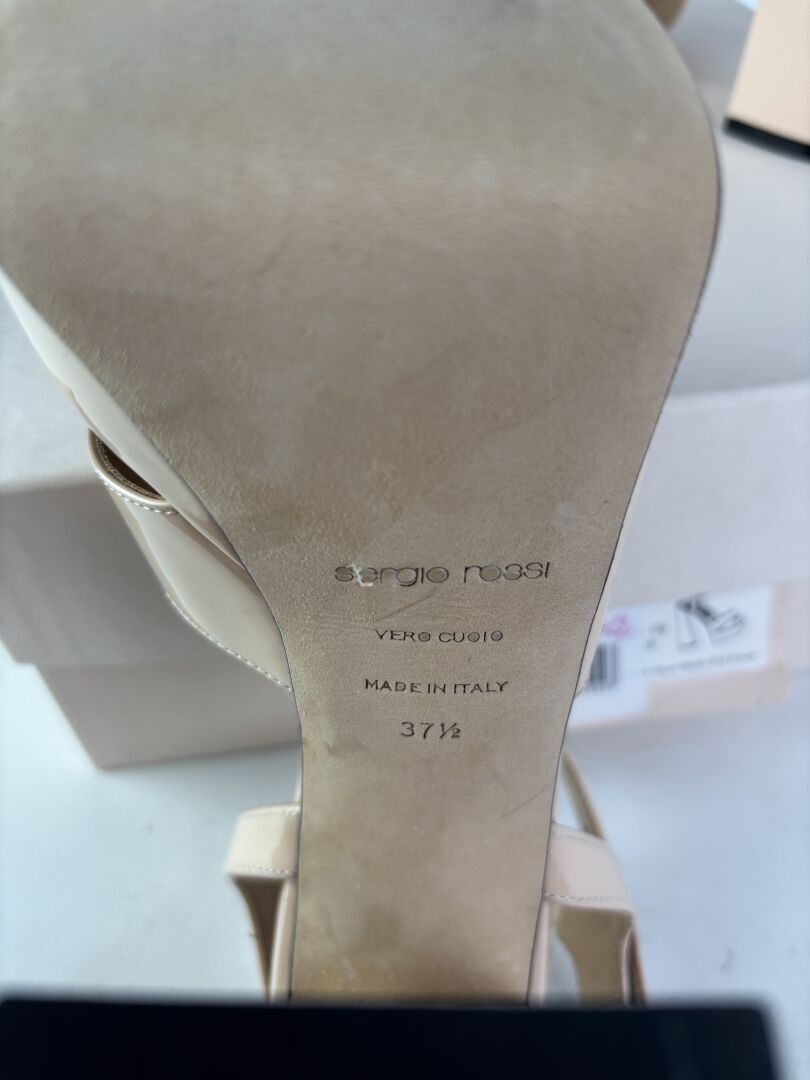 sergio rossi
VERO CUOIO
MADE IN ITALY
37½